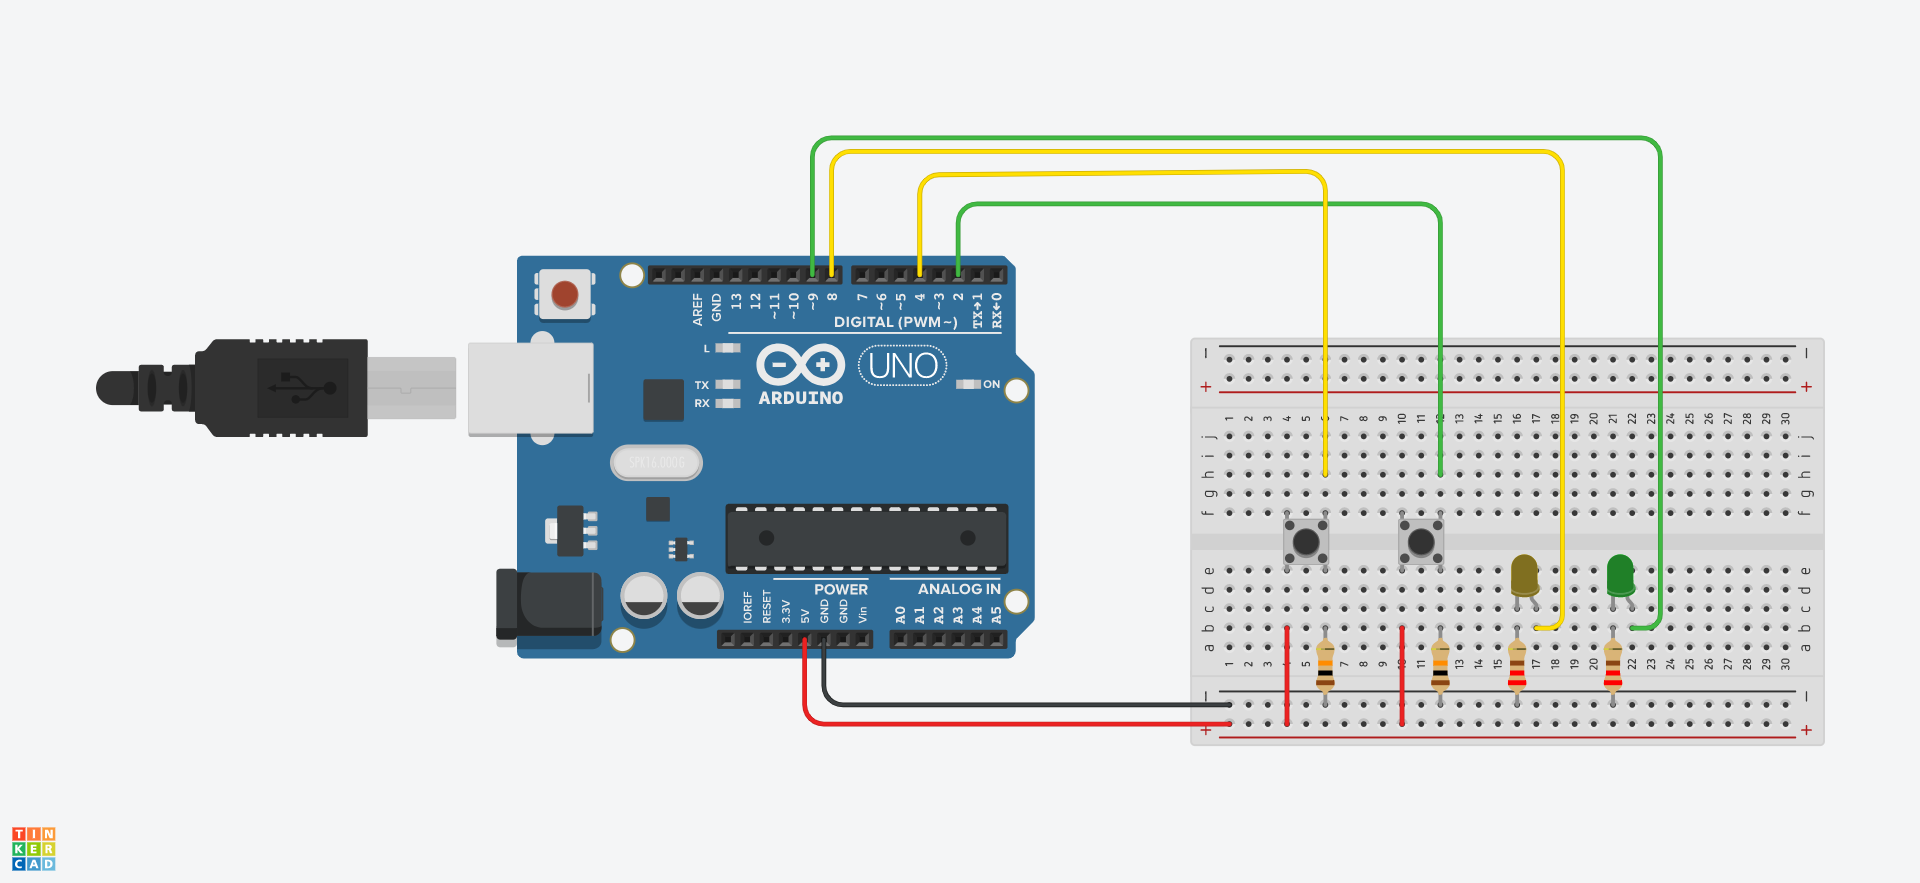 AREF
GND
13
12
~11
~10
~9
8
7
~6
~5
4
~3
2
TX→1
RX←0
DIGITAL (PWM~)
L
TX
RX
ARDUINO
UNO
ON
SPK16.000G
POWER
ANALOG IN
IOREF
RESET
3.3V
5V
GND
GND
Vin
A0
A1
A2
A3
A4
A5
− −
+ +
1 2 3 4 5 7 8 9 10 11 13 14 15 16 17 18 19 20 21 22 23 24 25 26 27 28 29 30
j j
i i
h h
g g
f f
e e
d d
c c
b b
a a
1 2 3 5 7 8 9 11 13 14 15 17 18 19 20 22 23 24 25 26 27 28 29 30
− −
+ +
TIN
KER
CAD